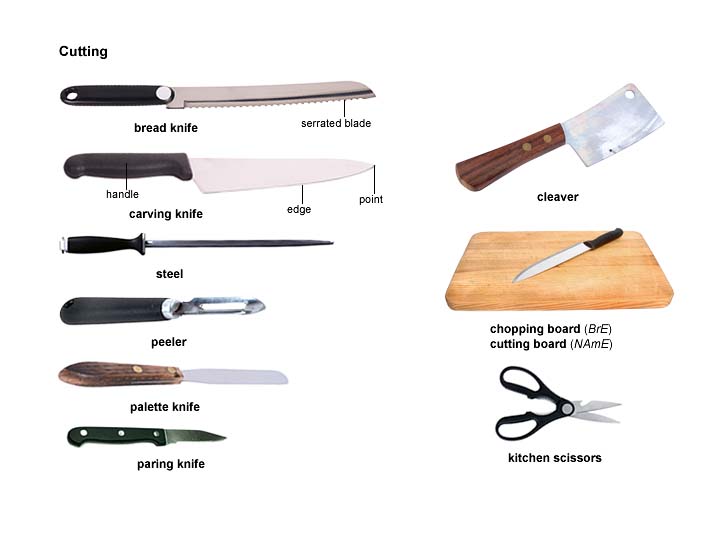 Cutting
serrated blade
bread knife
handle
edge
point
carving knife
steel
peeler
palette knife
paring knife
cleaver
chopping board (BrE)
cutting board (NAmE)
kitchen scissors